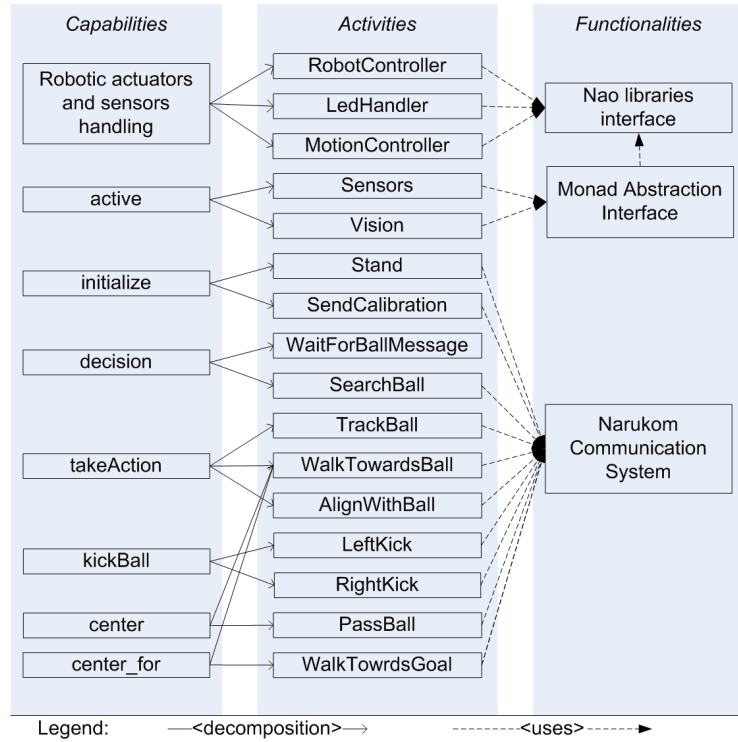 Capabilities
Activities
Functionalities
Robotic actuators
and sensors
handling
active
initialize
decision
takeAction
kickBall
center
center_for
RobotController
LedHandler
MotionController
Sensors
Vision
Stand
SendCalibration
WaitForBallMessage
SearchBall
TrackBall
WalkTowardsBall
AlignWithBall
LeftKick
RightKick
PassBall
WalkTowrdsGoal
Nao libraries
interface
Monad Abstraction
Interface
Narukom
Communication
System
Legend: <decomposition> <uses>